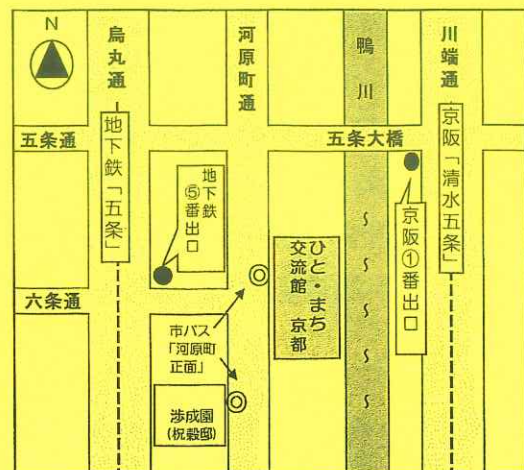 N
烏丸通
河原町通
鴨川
川端通
五条通
五条大橋
地下鉄「五条」
地下鉄
⑤番出口
京阪「清水五条」
京阪①番出口
ひと・まち
交流館 京都
六条通
市バス
「河原町
正面」
渉成園
(枳殻邸)